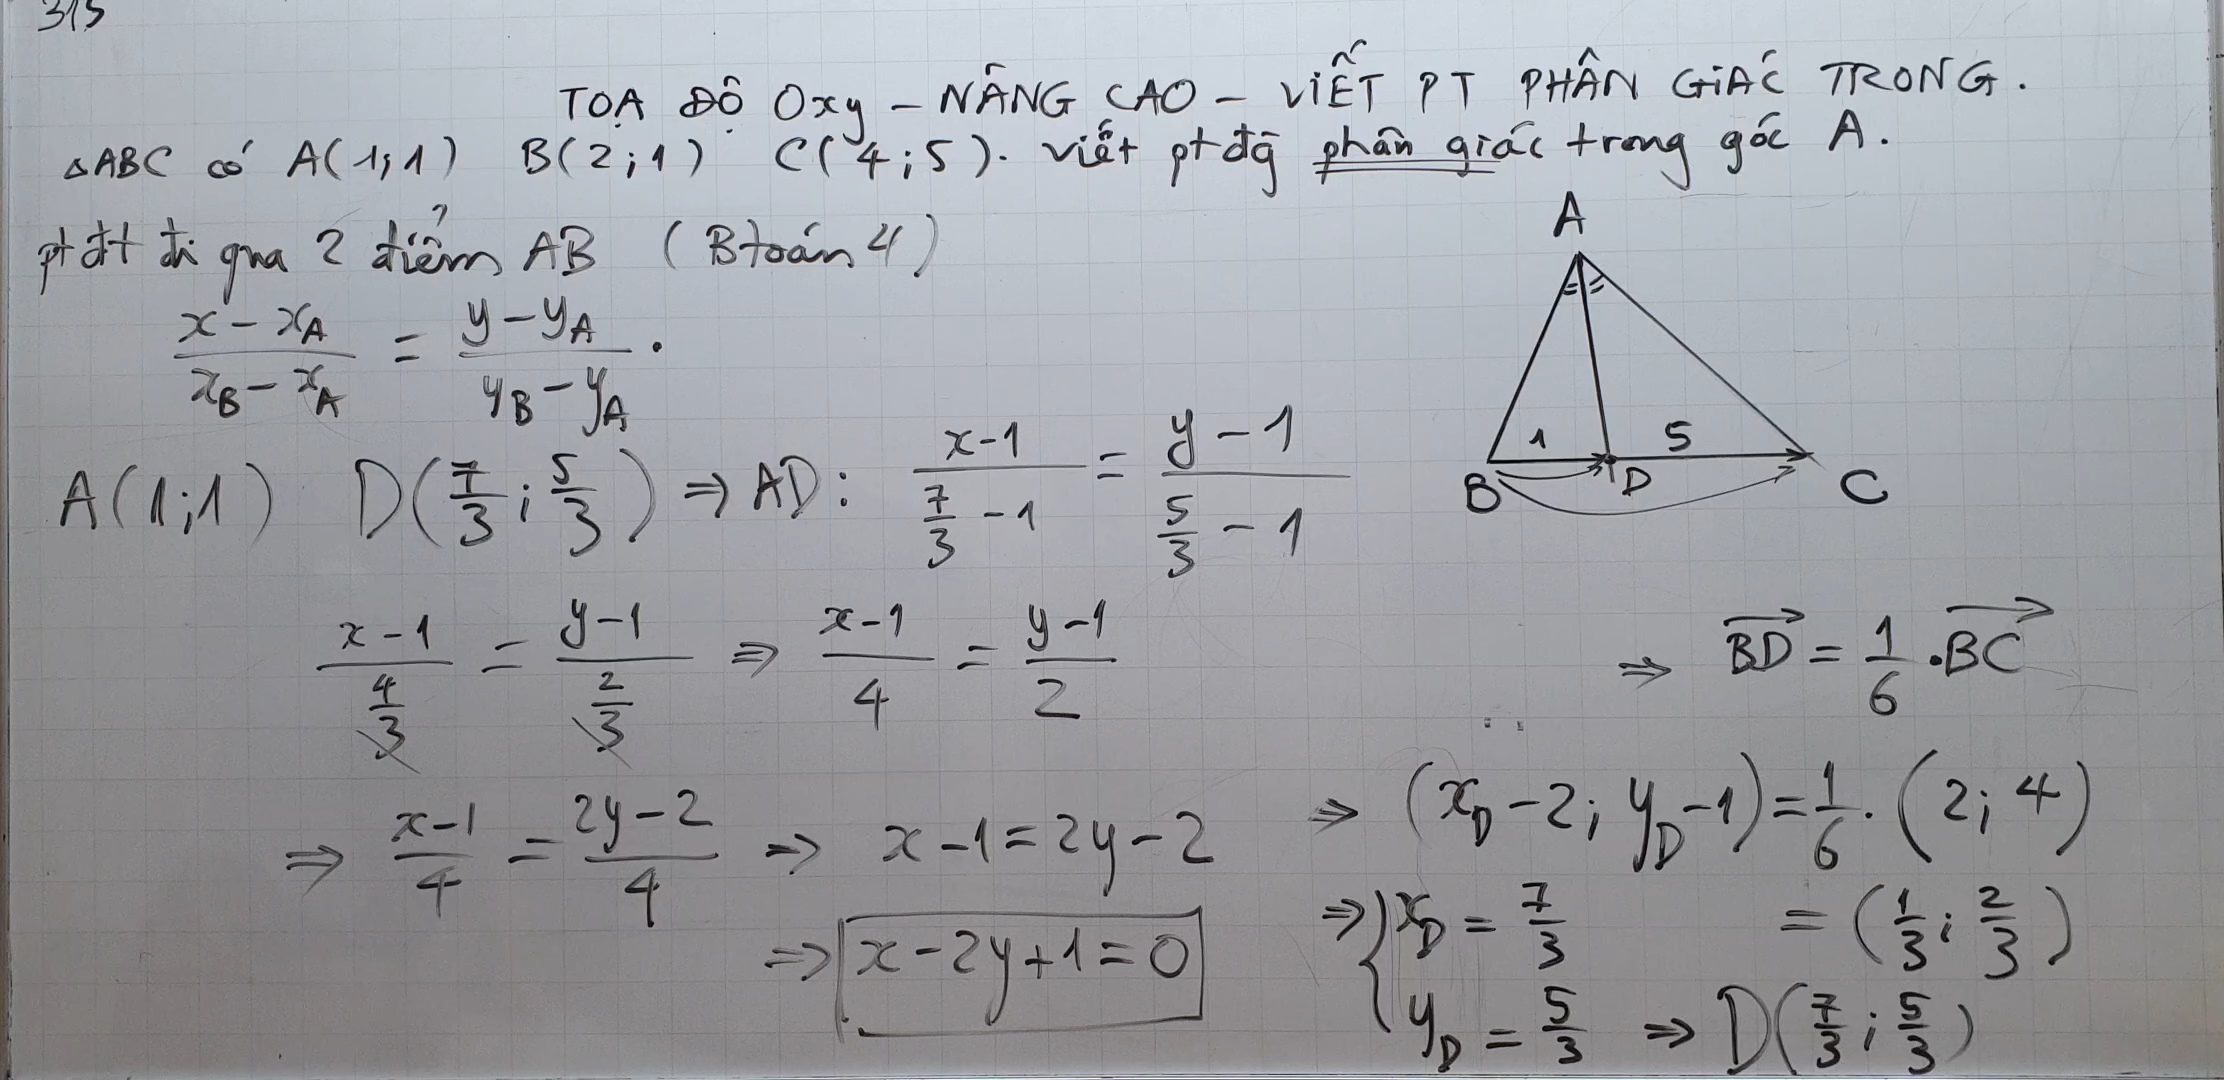 315
TỌA ĐỘ Oxy - NÂNG CAO - VIẾT PT PHÂN GIÁC TRONG.
△ABC có A(1;1) B(2;1) C(4;5). Viết pt đg phân giác trong góc A.
pt đt đi qua 2 điểm AB (B toán 4)
(x - x_A)/(x_B - x_A) = (y - y_A)/(y_B - y_A).
A
1 5
B D C
A(1;1) D(7/3; 5/3) ⇒ AD: (x-1)/(7/3 - 1) = (y-1)/(5/3 - 1)
(x-1)/(4/3) = (y-1)/(2/3) ⇒ (x-1)/4 = (y-1)/2
⇒ (x-1)/4 = (2y-2)/4 ⇒ x-1 = 2y-2
⇒ x-2y+1=0
⇒ \overrightarrow{BD} = 1/6 . \overrightarrow{BC}
⇒ (x_D - 2; y_D - 1) = 1/6 . (2; 4)
= (1/3; 2/3)
⇒ { x_D = 7/3
y_D = 5/3 ⇒ D(7/3; 5/3)